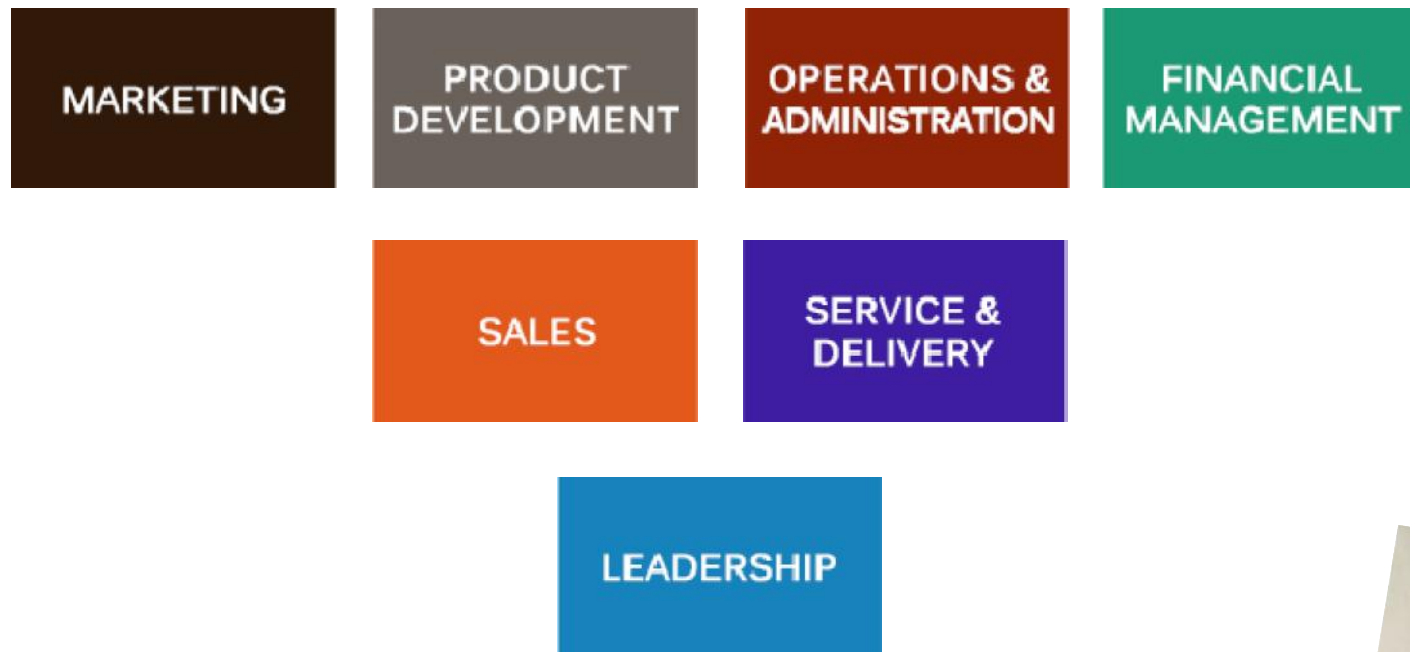 MARKETING
PRODUCT
DEVELOPMENT
OPERATIONS &
ADMINISTRATION
FINANCIAL
MANAGEMENT
SALES
SERVICE &
DELIVERY
LEADERSHIP